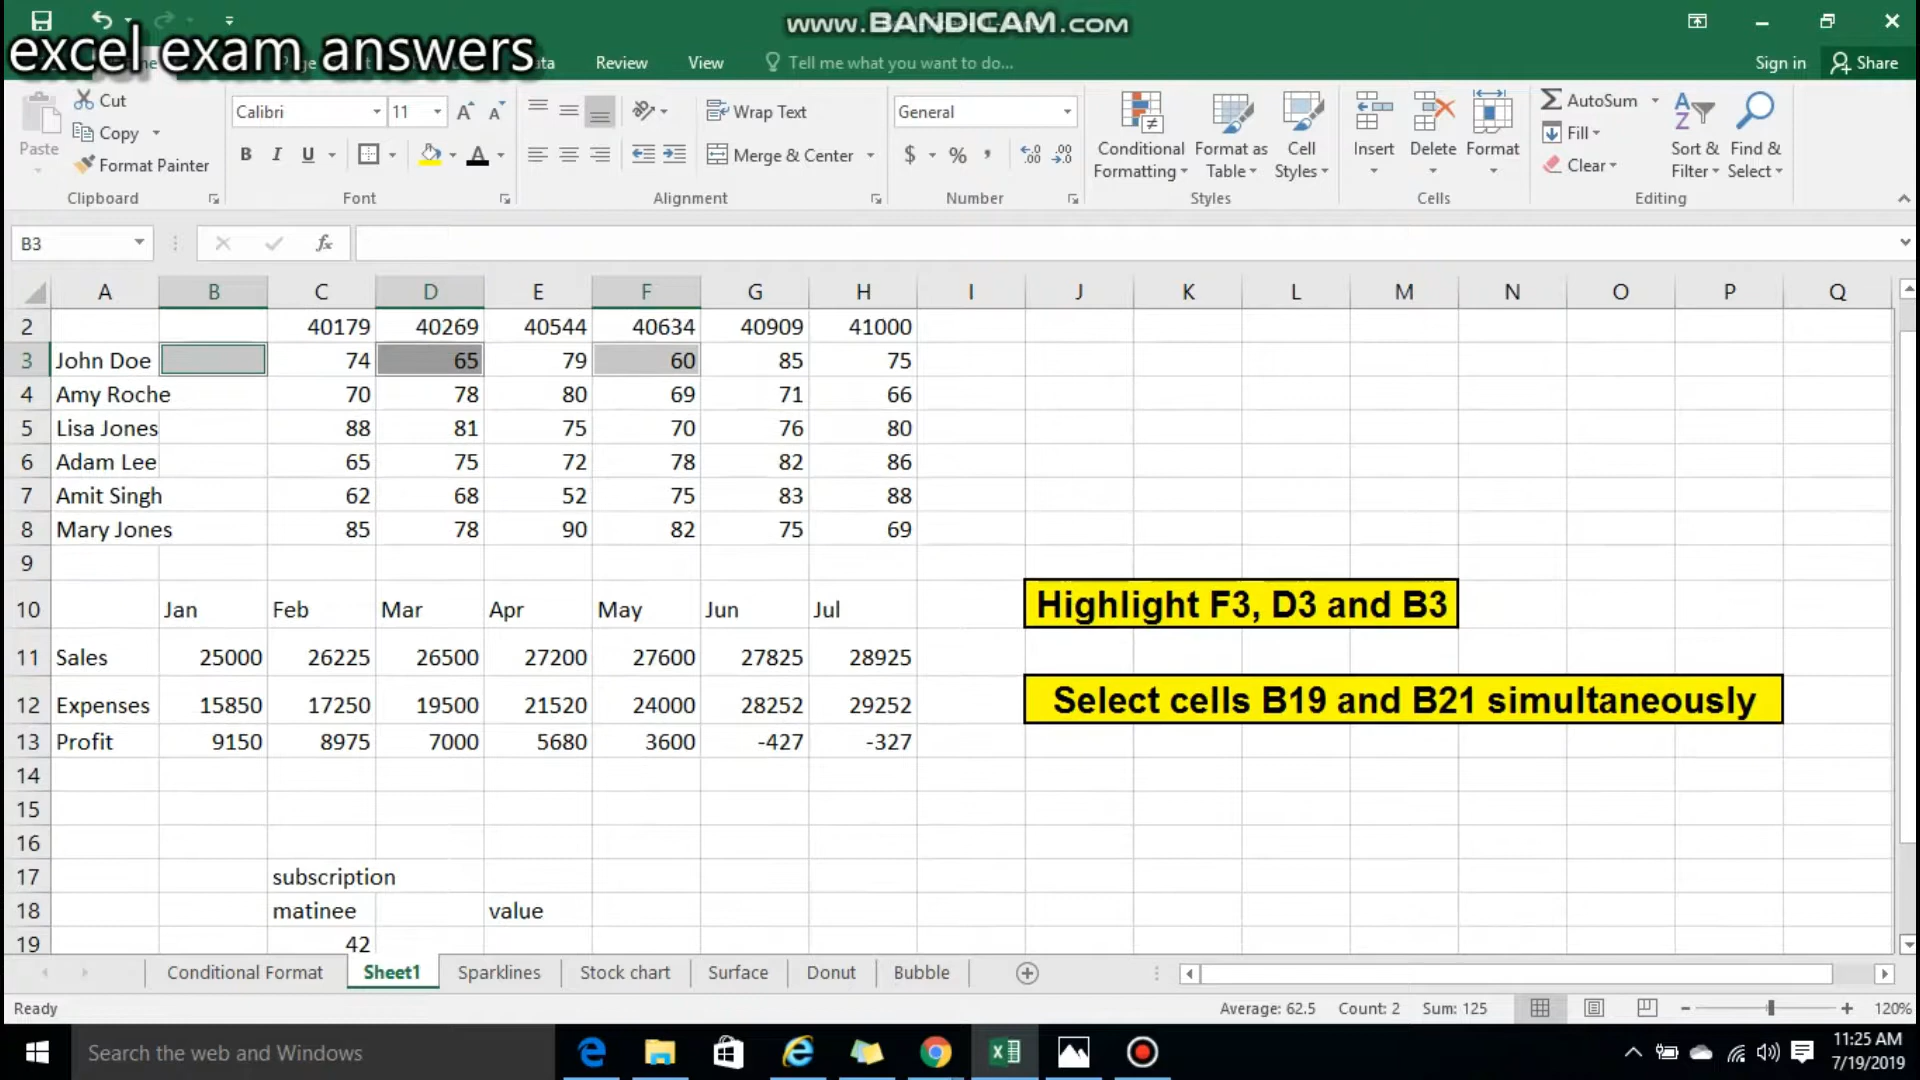 www.BANDICAM.com
excel exam answers
Review View Tell me what you want to do... Sign in Share
Cut
Copy
Format Painter
Paste
Clipboard
Calibri 11
B I U A
Font
Wrap Text
Merge & Center
Alignment
General
$ % ,
Number
Conditional Formatting
Format as Table
Cell Styles
Styles
Insert Delete Format
Cells
AutoSum
Fill
Clear
Sort & Filter
Find & Select
Editing
B3 fx
A B C D E F G H I J K L M N O P Q
2 40179 40269 40544 40634 40909 41000
3 John Doe 74 65 79 60 85 75
4 Amy Roche 70 78 80 69 71 66
5 Lisa Jones 88 81 75 70 76 80
6 Adam Lee 65 75 72 78 82 86
7 Amit Singh 62 68 52 75 83 88
8 Mary Jones 85 78 90 82 75 69
9
10 Jan Feb Mar Apr May Jun Jul
Highlight F3, D3 and B3
11 Sales 25000 26225 26500 27200 27600 27825 28925
12 Expenses 15850 17250 19500 21520 24000 28252 29252
Select cells B19 and B21 simultaneously
13 Profit 9150 8975 7000 5680 3600 -427 -327
14
15
16
17 subscription
18 matinee value
19 42
Conditional Format Sheet1 Sparklines Stock chart Surface Donut Bubble
Ready Average: 62.5 Count: 2 Sum: 125 120%
Search the web and Windows
11:25 AM
7/19/2019